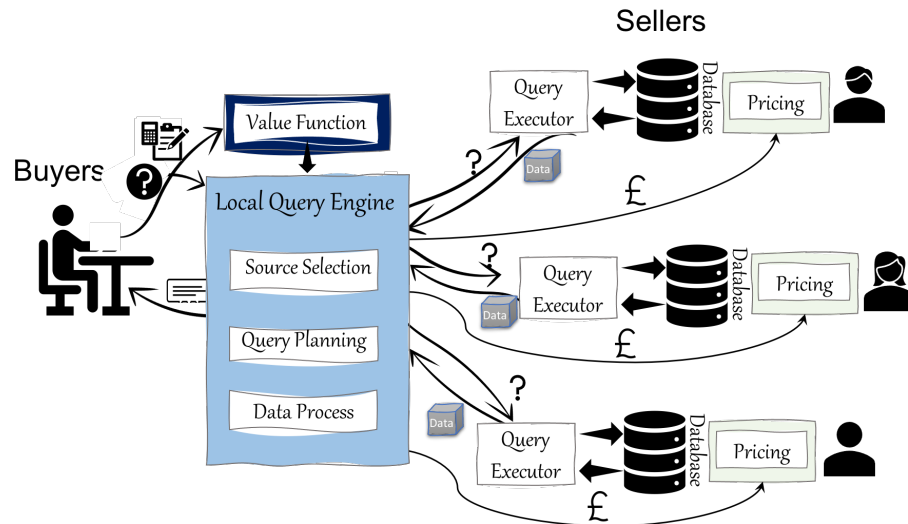 Sellers
Buyers
Value Function
Local Query Engine
Source Selection
Query Planning
Data Process
?
?
Data
£
Query
Executor
Database
Pricing
?
Data
£
Query
Executor
Database
Pricing
?
Data
£
Query
Executor
Database
Pricing